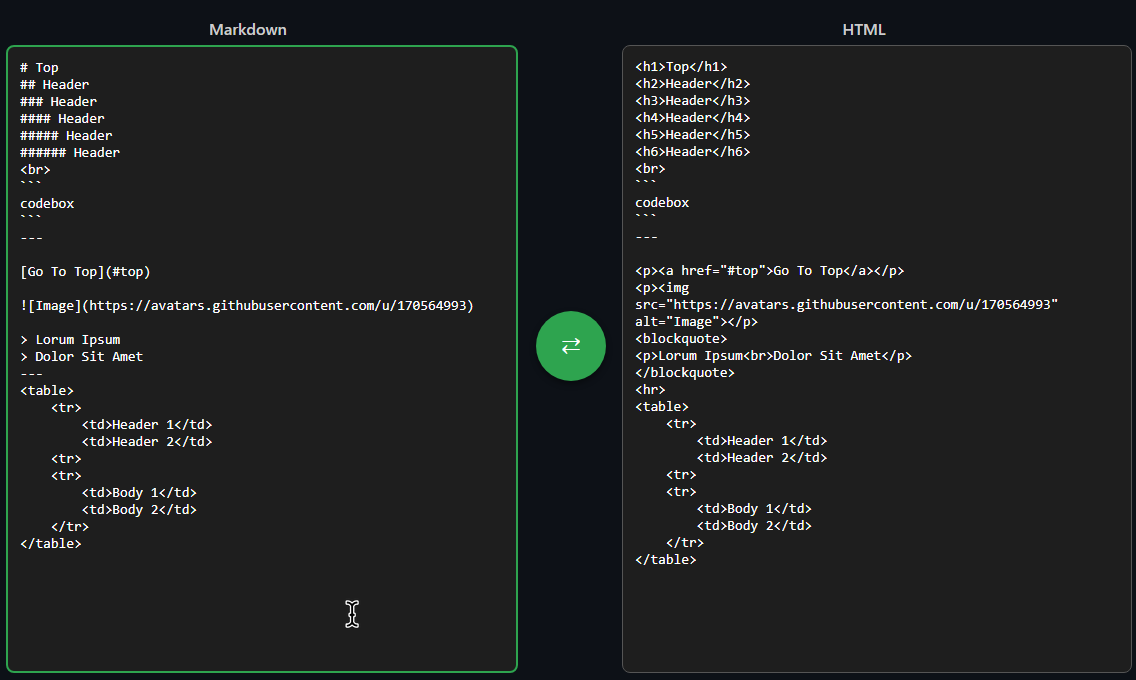 Markdown
# Top
## Header
### Header
#### Header
##### Header
###### Header
<br>
```
codebox
```
---
[Go To Top](#top)
![Image](https://avatars.githubusercontent.com/u/170564993)
> Lorum Ipsum
> Dolor Sit Amet
---
<table>
    <tr>
        <td>Header 1</td>
        <td>Header 2</td>
    <tr>
    <tr>
        <td>Body 1</td>
        <td>Body 2</td>
    </tr>
</table>
HTML
<h1>Top</h1>
<h2>Header</h2>
<h3>Header</h3>
<h4>Header</h4>
<h5>Header</h5>
<h6>Header</h6>
<br>
```
codebox
```
---
<p><a href="#top">Go To Top</a></p>
<p><img
src="https://avatars.githubusercontent.com/u/170564993"
alt="Image"></p>
<blockquote>
<p>Lorum Ipsum<br>Dolor Sit Amet</p>
</blockquote>
<hr>
<table>
    <tr>
        <td>Header 1</td>
        <td>Header 2</td>
    <tr>
    <tr>
        <td>Body 1</td>
        <td>Body 2</td>
    </tr>
</table>